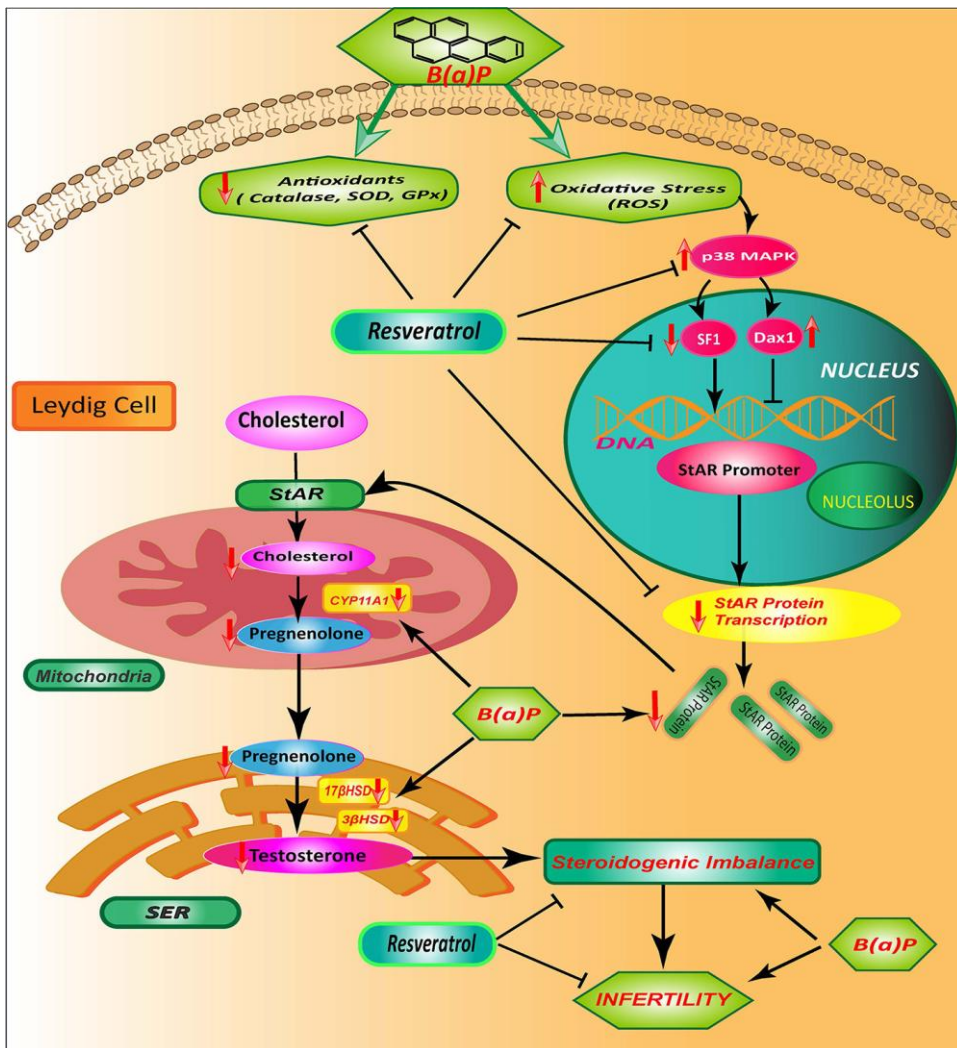 B(a)P
Antioxidants
( Catalase, SOD, GPx)
Oxidative Stress
(ROS)
p38 MAPK
Resveratrol
SF1
Dax1
NUCLEUS
Leydig Cell
Cholesterol
DNA
StAR Promoter
StAR
NUCLEOLUS
Cholesterol
CYP11A1
StAR Protein
Transcription
Pregnenolone
Mitochondria
StAR Protein
StAR Protein
StAR Protein
B(a)P
Pregnenolone
17βHSD
3βHSD
Testosterone
Steroidogenic Imbalance
SER
Resveratrol
B(a)P
INFERTILITY